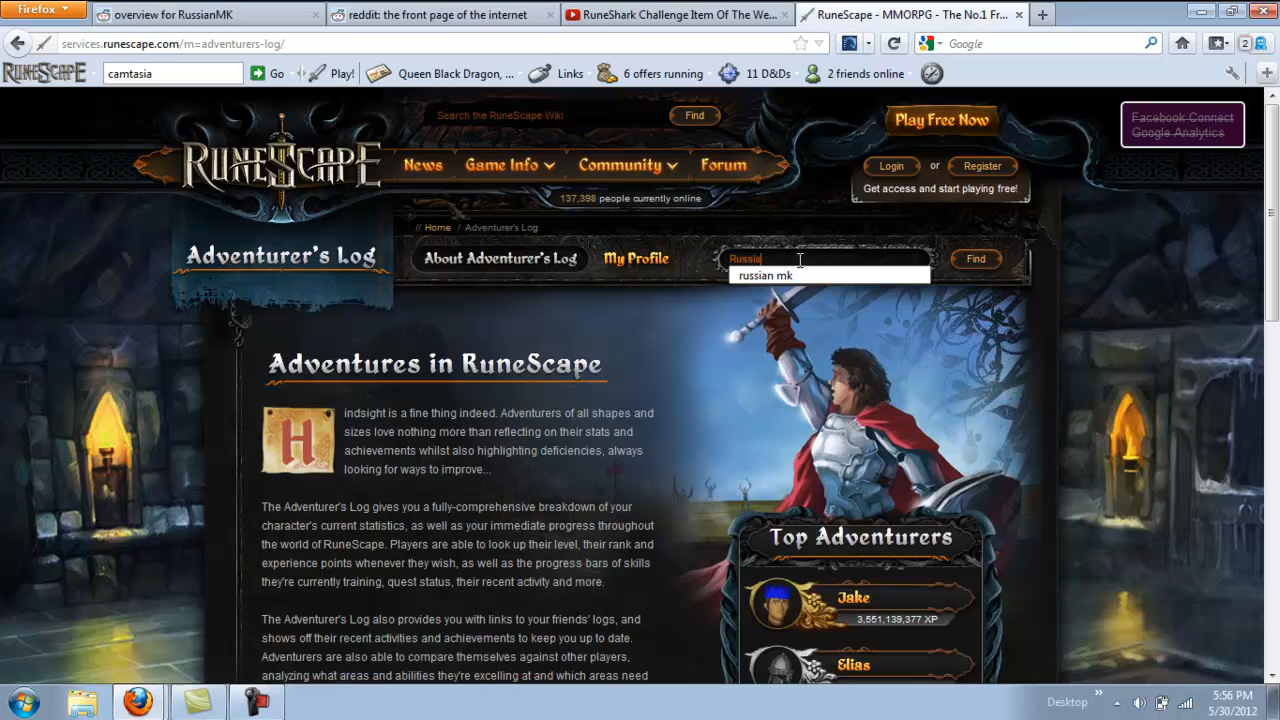 Firefox
overview for RussianMK
reddit: the front page of the internet
RuneShark Challenge Item Of The We...
RuneScape - MMORPG - The No.1 Fr...
services.runescape.com/m=adventurers-log/
Google
2
RUNESCAPE
camtasia
Go
Play!
Queen Black Dragon, ...
Links
6 offers running
11 D&Ds
2 friends online
Search the RuneScape Wiki
Find
Play Free Now
Facebook Connect
Google Analytics
RUNESCAPE
News
Game Info
Community
Forum
Login
or
Register
Get access and start playing free!
137,398 people currently online
// Home / Adventurer's Log
Adventurer's Log
About Adventurer's Log
My Profile
Russia
Find
russian mk
Adventures in RuneScape
Hindsight is a fine thing indeed. Adventurers of all shapes and
sizes love nothing more than reflecting on their stats and
achievements whilst also highlighting deficiencies, always
looking for ways to improve...
The Adventurer's Log gives you a fully-comprehensive breakdown of your
character's current statistics, as well as your immediate progress throughout
the world of RuneScape. Players are able to look up their level, their rank and
experience points whenever they wish, as well as the progress bars of skills
they're currently training, quest status, their recent activity and more.
The Adventurer's Log also provides you with links to your friends' logs, and
shows off their recent activities and achievements to keep you up to date.
Adventurers are also able to compare themselves against other players,
analyzing what areas and abilities they're excelling at and which areas need
Top Adventurers
Jake
3,551,139,377 XP
Elias
Desktop
5:56 PM
5/30/2012